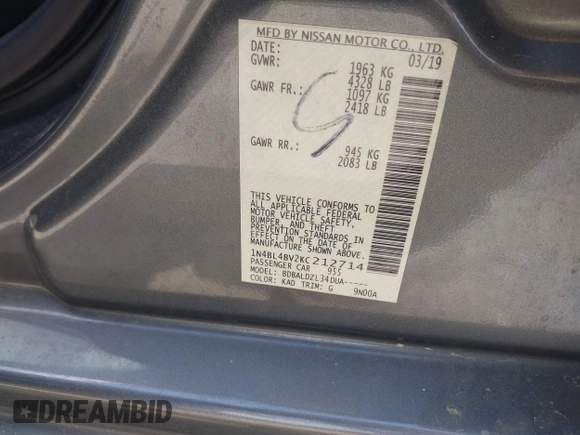 MFD BY NISSAN MOTOR CO., LTD.
DATE: 03/19
GVWR: 1963 KG
4328 LB
GAWR FR.: 1097 KG
2418 LB
GAWR RR.: 945 KG
2083 LB
THIS VEHICLE CONFORMS TO
ALL APPLICABLE FEDERAL
MOTOR VEHICLE SAFETY,
BUMPER, AND THEFT
PREVENTION STANDARDS IN
EFFECT ON THE DATE OF
MANUFACTURE SHOWN ABOVE.
1N4BL4BV2KC212714
PASSENGER CAR 955
MODEL: BDBALDZL34DUA-----
COLOR: KAD TRIM: G 9N00A
DREAMBID